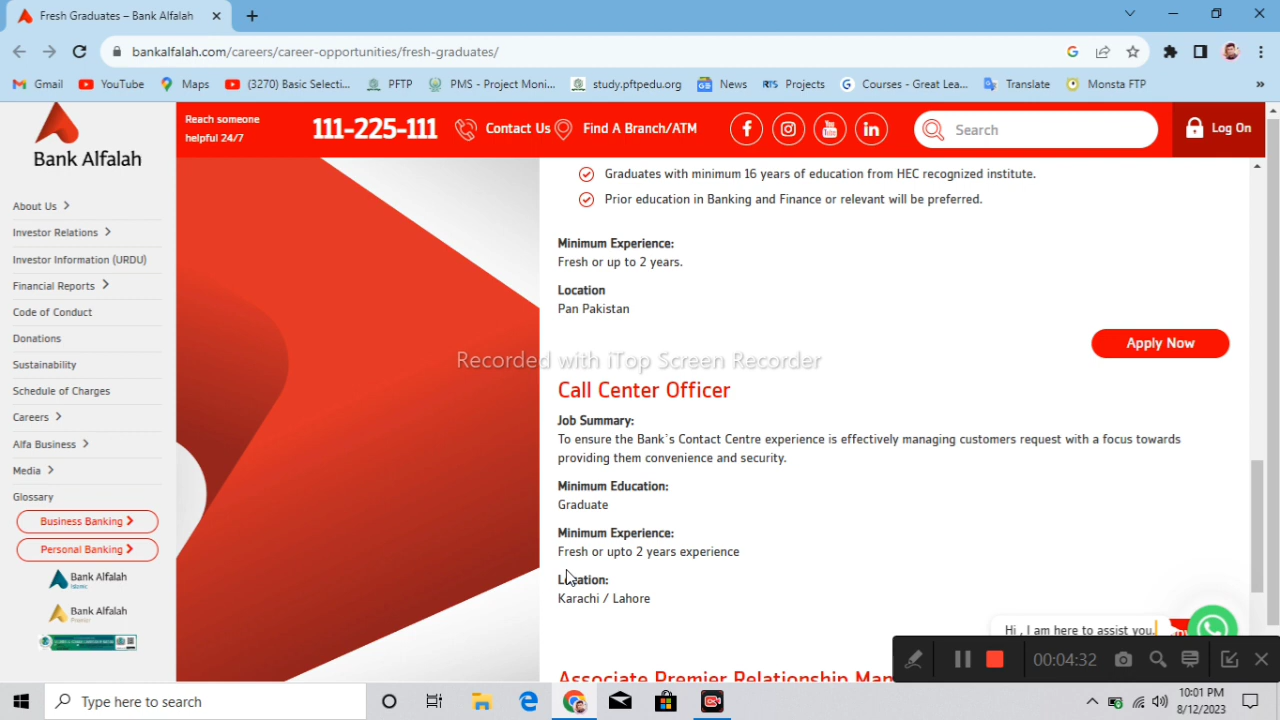 Fresh Graduates – Bank Alfalah
bankalfalah.com/careers/career-opportunities/fresh-graduates/
Gmail
YouTube
Maps
(3270) Basic Selecti...
PFTP
PMS - Project Moni...
study.pftpedu.org
News
Projects
Courses - Great Lea...
Translate
Monsta FTP
Bank Alfalah
Reach someone
helpful 24/7
111-225-111
Contact Us
Find A Branch/ATM
Search
Log On
About Us
Investor Relations
Investor Information (URDU)
Financial Reports
Code of Conduct
Donations
Sustainability
Schedule of Charges
Careers
Alfa Business
Media
Glossary
Business Banking
Personal Banking
Bank Alfalah
Islamic
Bank Alfalah
Premier
Graduates with minimum 16 years of education from HEC recognized institute.
Prior education in Banking and Finance or relevant will be preferred.
Minimum Experience:
Fresh or up to 2 years.
Location
Pan Pakistan
Apply Now
Recorded with iTop Screen Recorder
Call Center Officer
Job Summary:
To ensure the Bank's Contact Centre experience is effectively managing customers request with a focus towards
providing them convenience and security.
Minimum Education:
Graduate
Minimum Experience:
Fresh or upto 2 years experience
Location:
Karachi / Lahore
Hi , I am here to assist you.
Associate Premier Relationship Man
00:04:32
Type here to search
10:01 PM
8/12/2023